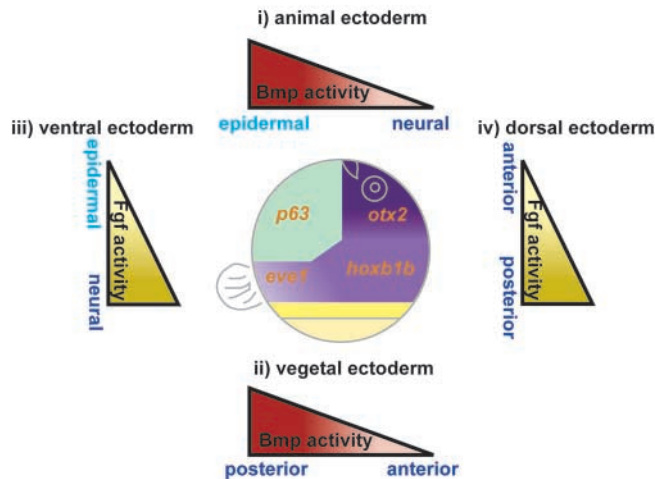 i) animal ectoderm
Bmp activity
epidermal neural
iii) ventral ectoderm
epidermal
Fgf activity
neural
iv) dorsal ectoderm
anterior
Fgf activity
posterior
p63
otx2
eve1
hoxb1b
ii) vegetal ectoderm
Bmp activity
posterior anterior